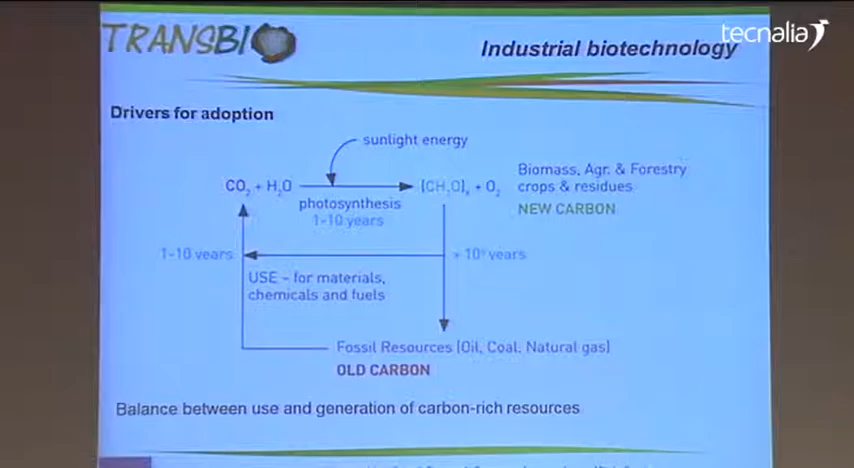 TRANSBIO
tecnalia
Industrial biotechnology
Drivers for adoption
sunlight energy
CO₂ + H₂O
[CH₂O]ₓ + O₂
Biomass, Agr. & Forestry
crops & residues
NEW CARBON
photosynthesis
1-10 years
1-10 years
> 10⁶ years
USE – for materials,
chemicals and fuels
Fossil Resources (Oil, Coal, Natural gas)
OLD CARBON
Balance between use and generation of carbon-rich resources